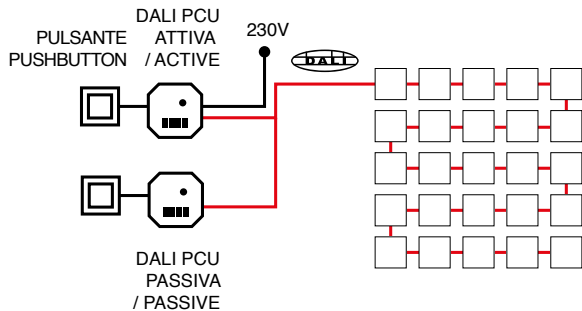 DALI PCU
ATTIVA
/ ACTIVE
PULSANTE
PUSHBUTTON
230V
DALI
DALI PCU
PASSIVA
/ PASSIVE